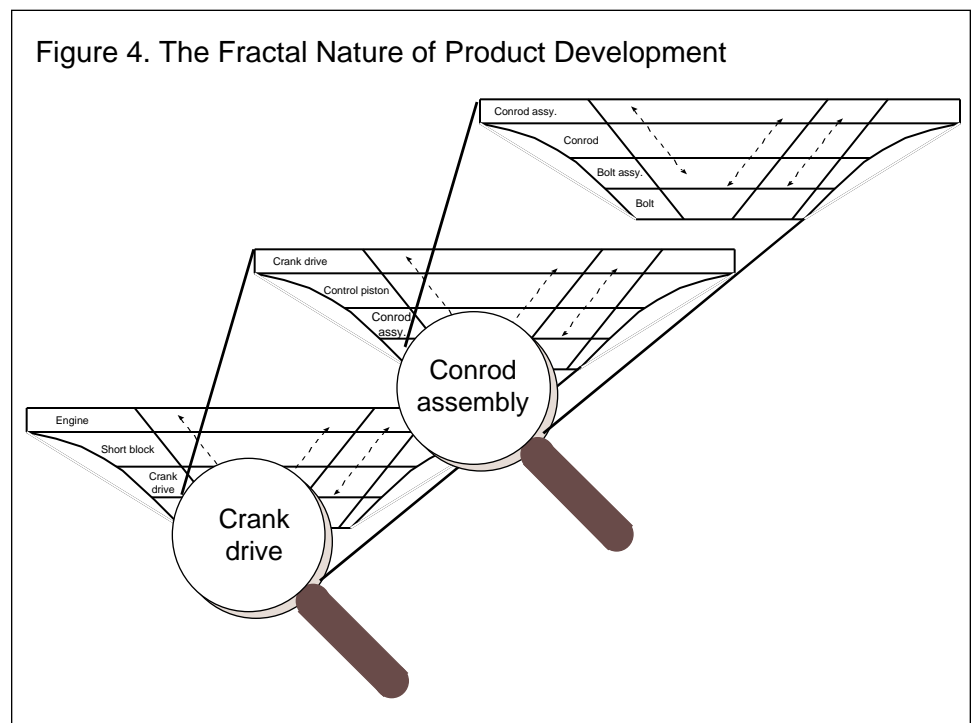 Figure 4. The Fractal Nature of Product Development
Conrod assy.
Conrod
Bolt assy.
Bolt
Crank drive
Control piston
Conrod
assy.
Conrod
assembly
Engine
Short block
Crank
drive
Crank
drive